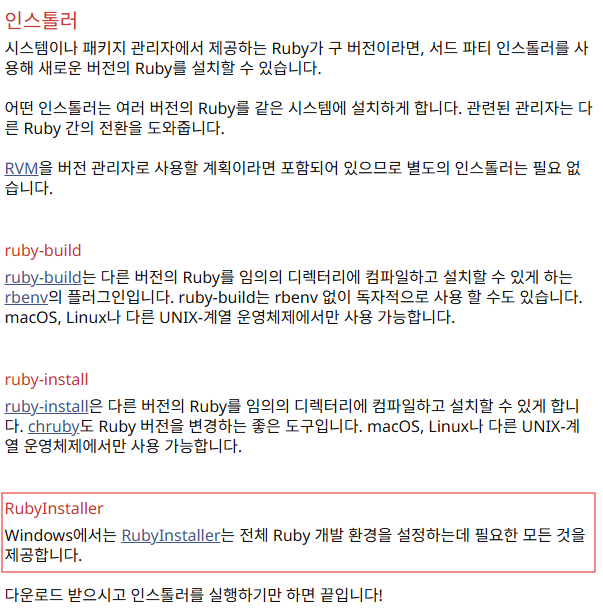 인스톨러
시스템이나 패키지 관리자에서 제공하는 Ruby가 구 버전이라면, 서드 파티 인스톨러를 사
용해 새로운 버전의 Ruby를 설치할 수 있습니다.
어떤 인스톨러는 여러 버전의 Ruby를 같은 시스템에 설치하게 합니다. 관련된 관리자는 다
른 Ruby 간의 전환을 도와줍니다.
RVM을 버전 관리자로 사용할 계획이라면 포함되어 있으므로 별도의 인스톨러는 필요 없
습니다.
ruby-build
ruby-build는 다른 버전의 Ruby를 임의의 디렉터리에 컴파일하고 설치할 수 있게 하는
rbenv의 플러그인입니다. ruby-build는 rbenv 없이 독자적으로 사용 할 수도 있습니다.
macOS, Linux나 다른 UNIX-계열 운영체제에서만 사용 가능합니다.
ruby-install
ruby-install은 다른 버전의 Ruby를 임의의 디렉터리에 컴파일하고 설치할 수 있게 합니
다. chruby도 Ruby 버전을 변경하는 좋은 도구입니다. macOS, Linux나 다른 UNIX-계
열 운영체제에서만 사용 가능합니다.
RubyInstaller
Windows에서는 RubyInstaller는 전체 Ruby 개발 환경을 설정하는데 필요한 모든 것을
제공합니다.
다운로드 받으시고 인스톨러를 실행하기만 하면 끝입니다!